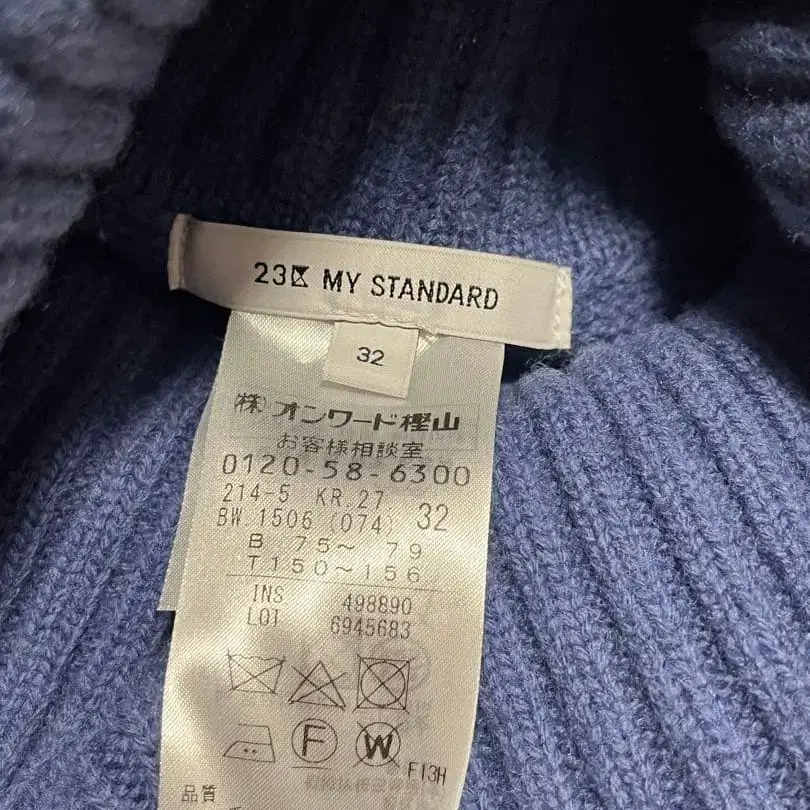 23区 MY STANDARD
32
(株)オンワード樫山
お客様相談室
0120-58-6300
214-5 KR.27
BW.1506 (074) 32
B 75～ 79
T150～156
INS 498890
LOT 6945683
F
W
F13H
品質